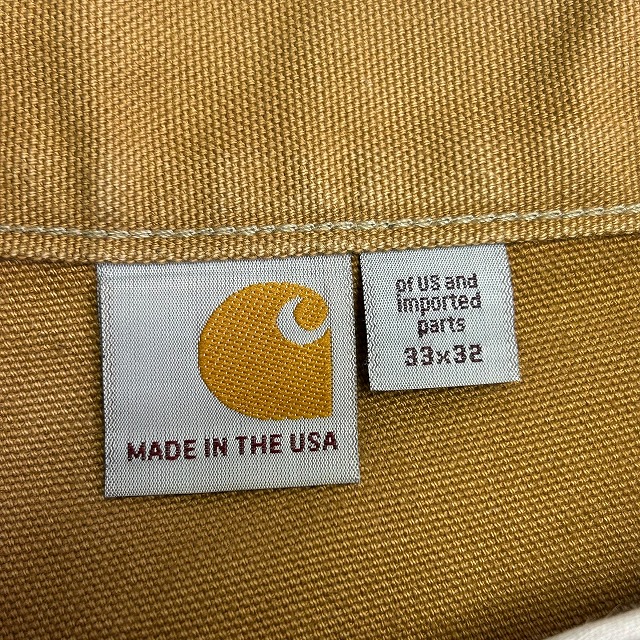 MADE IN THE USA
of US and
imported
parts
33x32